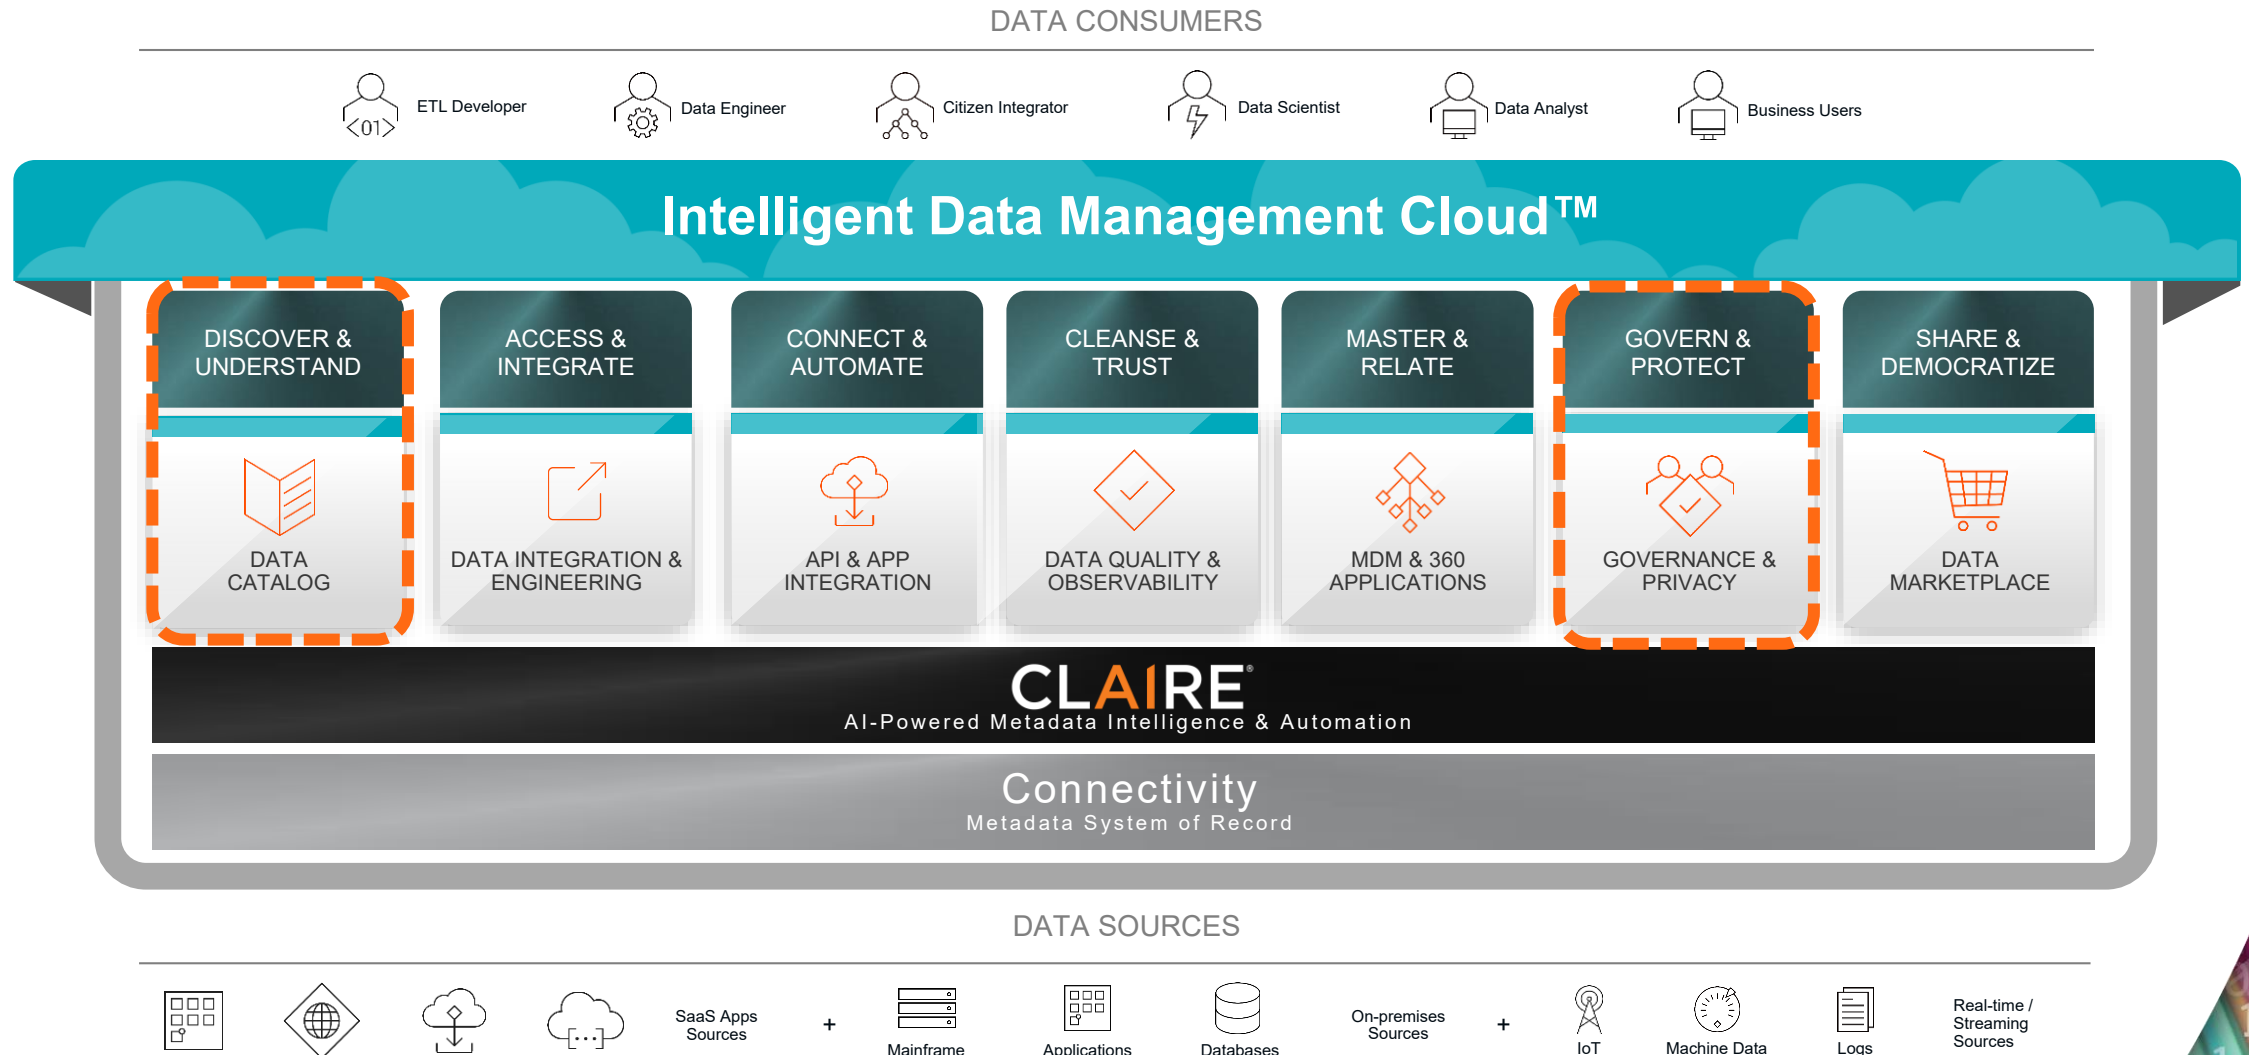 DATA CONSUMERS
ETL Developer
Data Engineer
Citizen Integrator
Data Scientist
Data Analyst
Business Users
<01>
Intelligent Data Management Cloud™
DISCOVER &
UNDERSTAND
ACCESS &
INTEGRATE
CONNECT &
AUTOMATE
CLEANSE &
TRUST
MASTER &
RELATE
GOVERN &
PROTECT
SHARE &
DEMOCRATIZE
DATA
CATALOG
DATA INTEGRATION &
ENGINEERING
API & APP
INTEGRATION
DATA QUALITY &
OBSERVABILITY
MDM & 360
APPLICATIONS
GOVERNANCE &
PRIVACY
DATA
MARKETPLACE
CLAIRE®
AI-Powered Metadata Intelligence & Automation
Connectivity
Metadata System of Record
DATA SOURCES
SaaS Apps
Sources
+
Mainframe
Applications
Databases
On-premises
Sources
+
IoT
Machine Data
Logs
Real-time /
Streaming
Sources